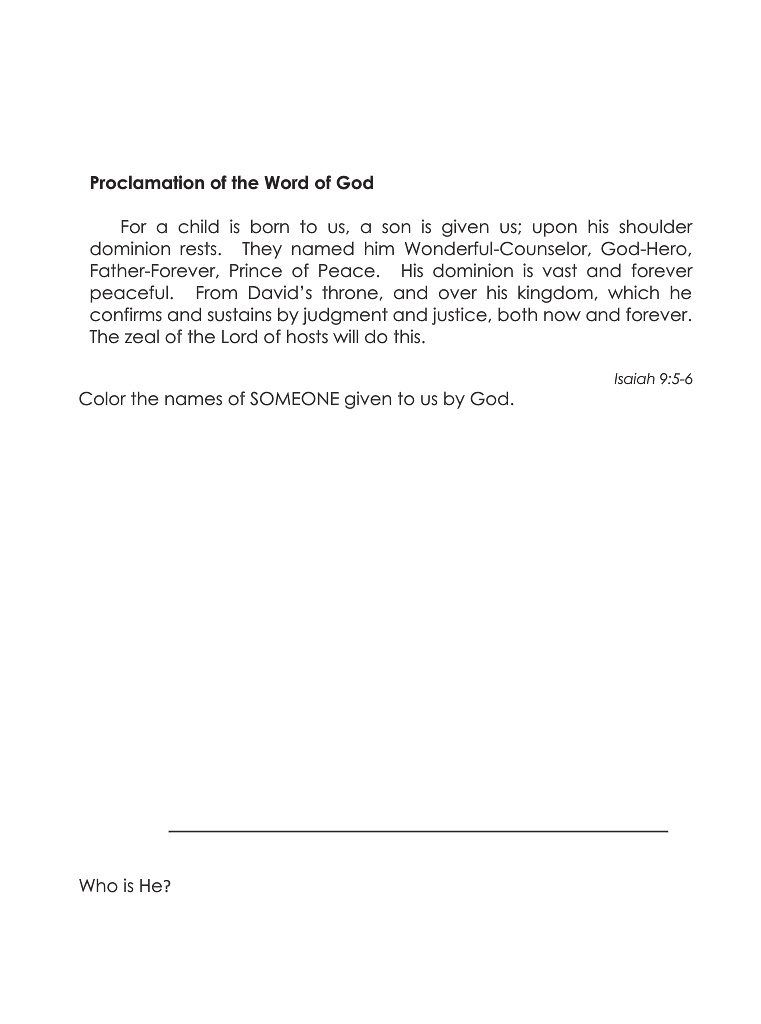 Proclamation of the Word of God
For a child is born to us, a son is given us; upon his shoulder
dominion rests. They named him Wonderful-Counselor, God-Hero,
Father-Forever, Prince of Peace. His dominion is vast and forever
peaceful. From David's throne, and over his kingdom, which he
confirms and sustains by judgment and justice, both now and forever.
The zeal of the Lord of hosts will do this.
Isaiah 9:5-6
Color the names of SOMEONE given to us by God.
Who is He?